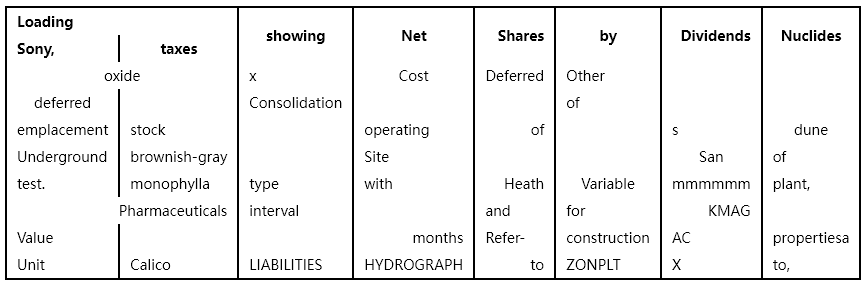 Loading showing Net Shares by Dividends Nuclides
Sony, taxes
oxide x Cost Deferred Other
deferred Consolidation of
emplacement stock operating of s dune
Underground brownish-gray Site San of
test. monophylla type with Heath Variable mmmmmm plant,
Pharmaceuticals interval and for KMAG
Value months Refer- construction AC propertiesa
Unit Calico LIABILITIES HYDROGRAPH to ZONPLT X to,